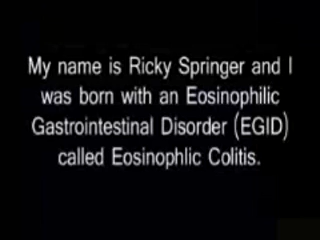 My name is Ricky Springer and I
was born with an Eosinophilic
Gastrointestinal Disorder (EGID)
called Eosinophlic Colitis.